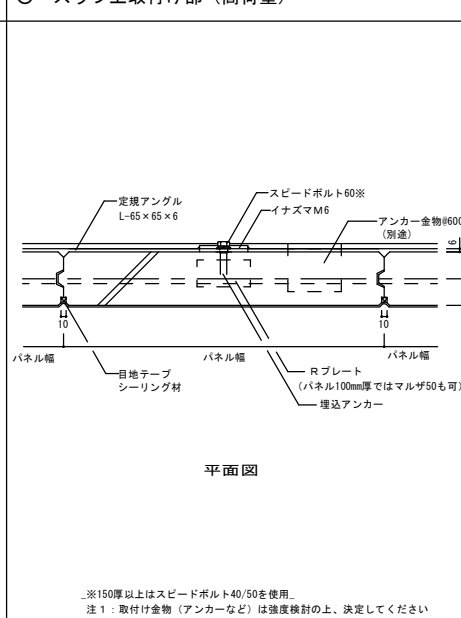 スラブ上取付け部（高荷重）
定規アングル
L-65×65×6
スピードボルト60※
イナズマM6
アンカー金物@600
（別途）
6
10
10
パネル幅
パネル幅
パネル幅
目地テープ
シーリング材
Rプレート
（パネル100mm厚ではマルザ50も可）
埋込アンカー
平面図
_※150厚以上はスピードボルト40/50を使用_
注1：取付け金物（アンカーなど）は強度検討の上、決定してください